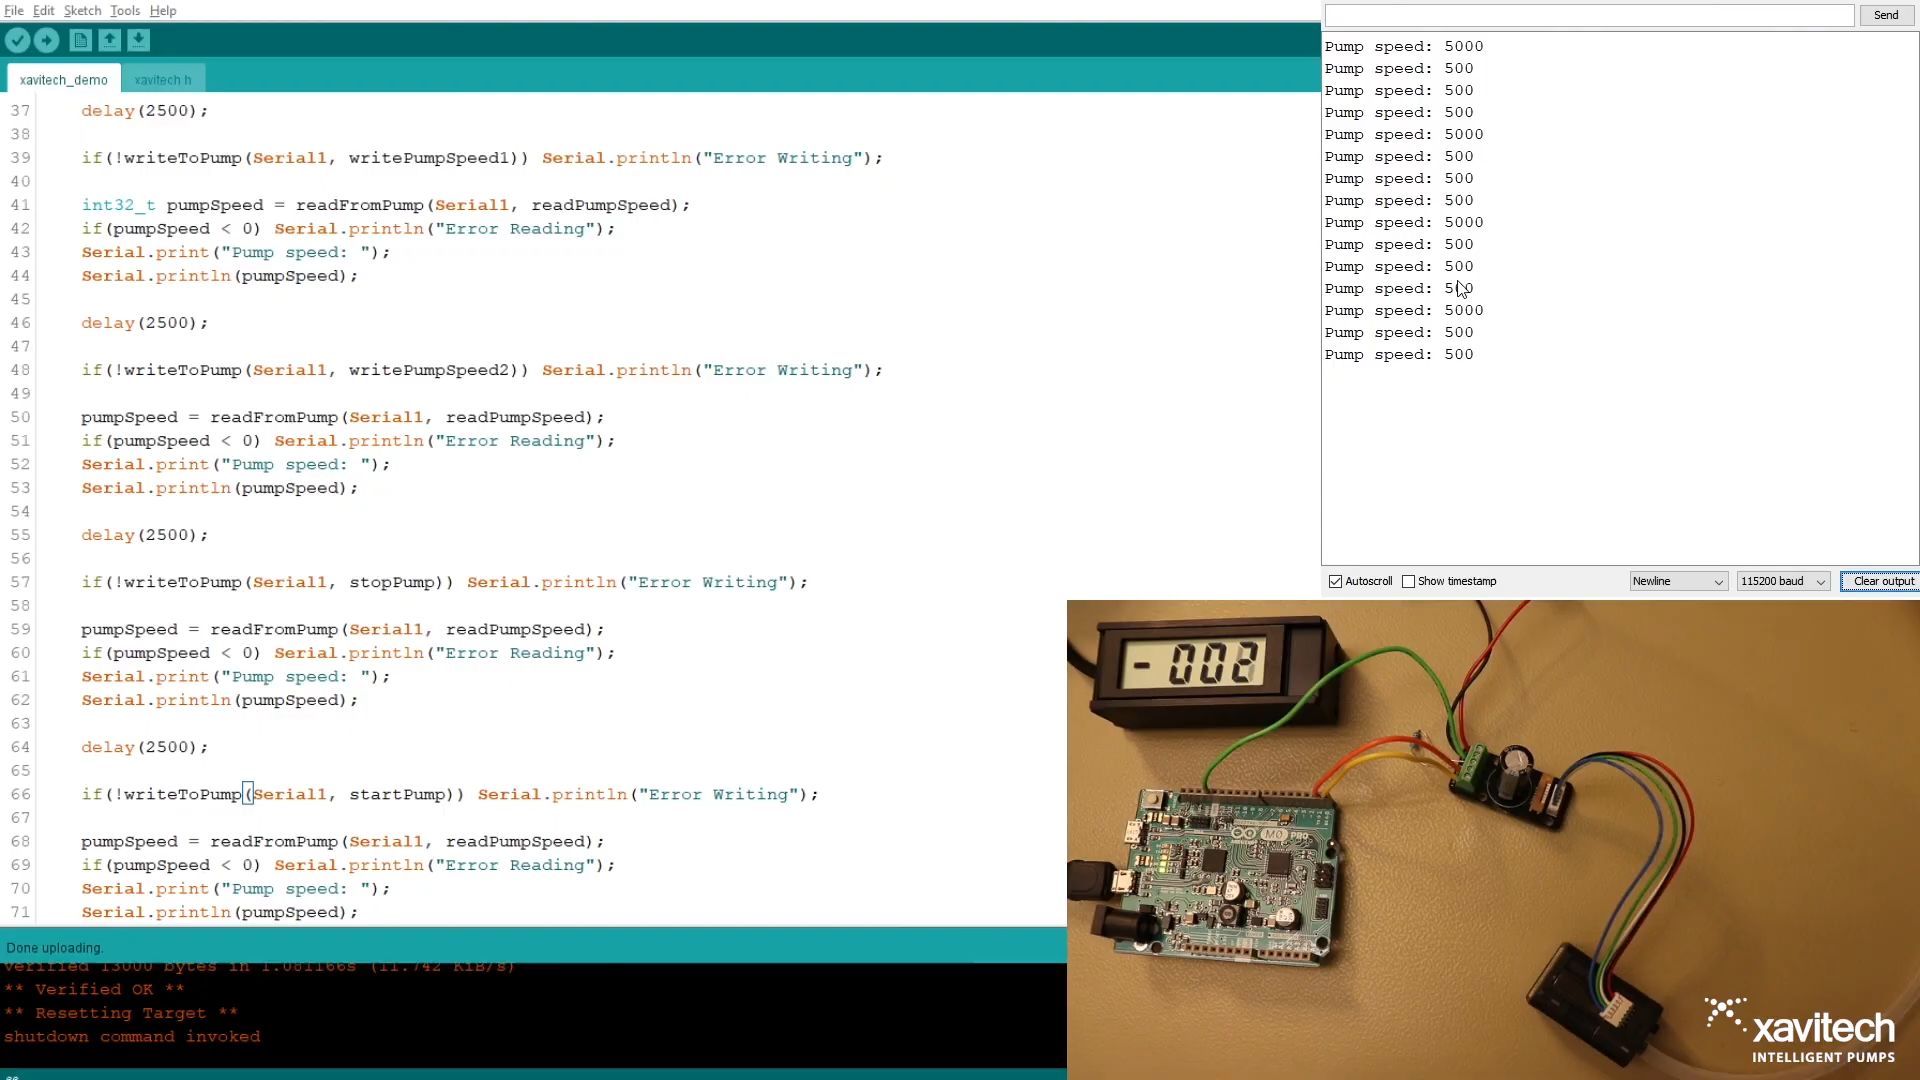 File Edit Sketch Tools Help
xavitech_demo xavitech h
37 delay(2500);
38
39 if(!writeToPump(Serial1, writePumpSpeed1)) Serial.println("Error Writing");
40
41 int32_t pumpSpeed = readFromPump(Serial1, readPumpSpeed);
42 if(pumpSpeed < 0) Serial.println("Error Reading");
43 Serial.print("Pump speed: ");
44 Serial.println(pumpSpeed);
45
46 delay(2500);
47
48 if(!writeToPump(Serial1, writePumpSpeed2)) Serial.println("Error Writing");
49
50 pumpSpeed = readFromPump(Serial1, readPumpSpeed);
51 if(pumpSpeed < 0) Serial.println("Error Reading");
52 Serial.print("Pump speed: ");
53 Serial.println(pumpSpeed);
54
55 delay(2500);
56
57 if(!writeToPump(Serial1, stopPump)) Serial.println("Error Writing");
58
59 pumpSpeed = readFromPump(Serial1, readPumpSpeed);
60 if(pumpSpeed < 0) Serial.println("Error Reading");
61 Serial.print("Pump speed: ");
62 Serial.println(pumpSpeed);
63
64 delay(2500);
65
66 if(!writeToPump(Serial1, startPump)) Serial.println("Error Writing");
67
68 pumpSpeed = readFromPump(Serial1, readPumpSpeed);
69 if(pumpSpeed < 0) Serial.println("Error Reading");
70 Serial.print("Pump speed: ");
71 Serial.println(pumpSpeed);
Done uploading.
verified 13000 bytes in 1.081166s (11.742 KiB/s)
** Verified OK **
** Resetting Target **
shutdown command invoked
Send
Pump speed: 5000
Pump speed: 500
Pump speed: 500
Pump speed: 500
Pump speed: 5000
Pump speed: 500
Pump speed: 500
Pump speed: 500
Pump speed: 5000
Pump speed: 500
Pump speed: 500
Pump speed: 500
Pump speed: 5000
Pump speed: 500
Pump speed: 500
Autoscroll Show timestamp Newline 115200 baud Clear output
- 002
M0 PRO
xavitech
INTELLIGENT PUMPS